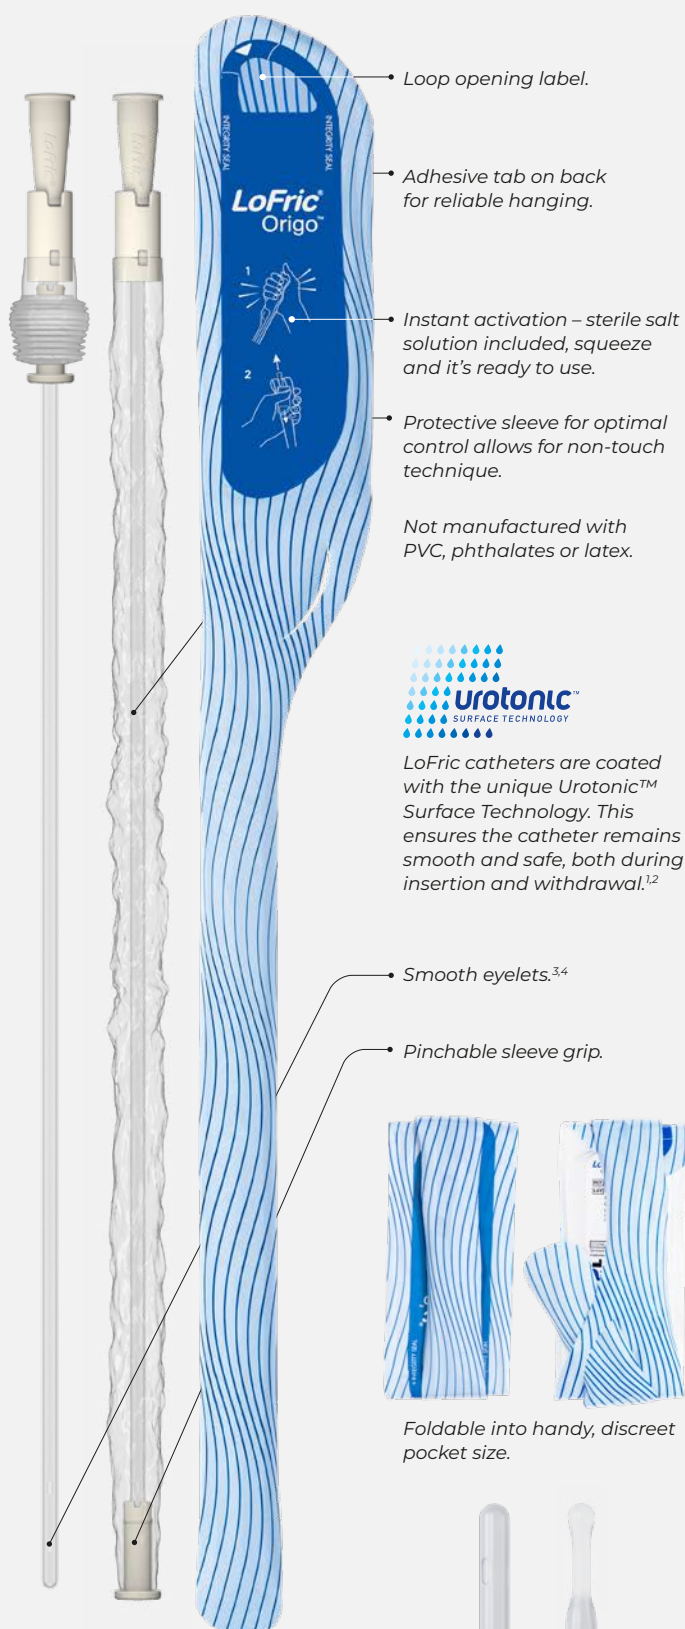 Loop opening label.
INTEGRITY SEAL
INTEGRITY SEAL
Adhesive tab on back
for reliable hanging.
LoFric®
Origo™
1
2
Instant activation – sterile salt
solution included, squeeze
and it's ready to use.
Protective sleeve for optimal
control allows for non-touch
technique.
Not manufactured with
PVC, phthalates or latex.
urotonic™
SURFACE TECHNOLOGY
LoFric catheters are coated
with the unique Urotonic™
Surface Technology. This
ensures the catheter remains
smooth and safe, both during
insertion and withdrawal.1,2
Smooth eyelets.3,4
Pinchable sleeve grip.
Foldable into handy, discreet
pocket size.